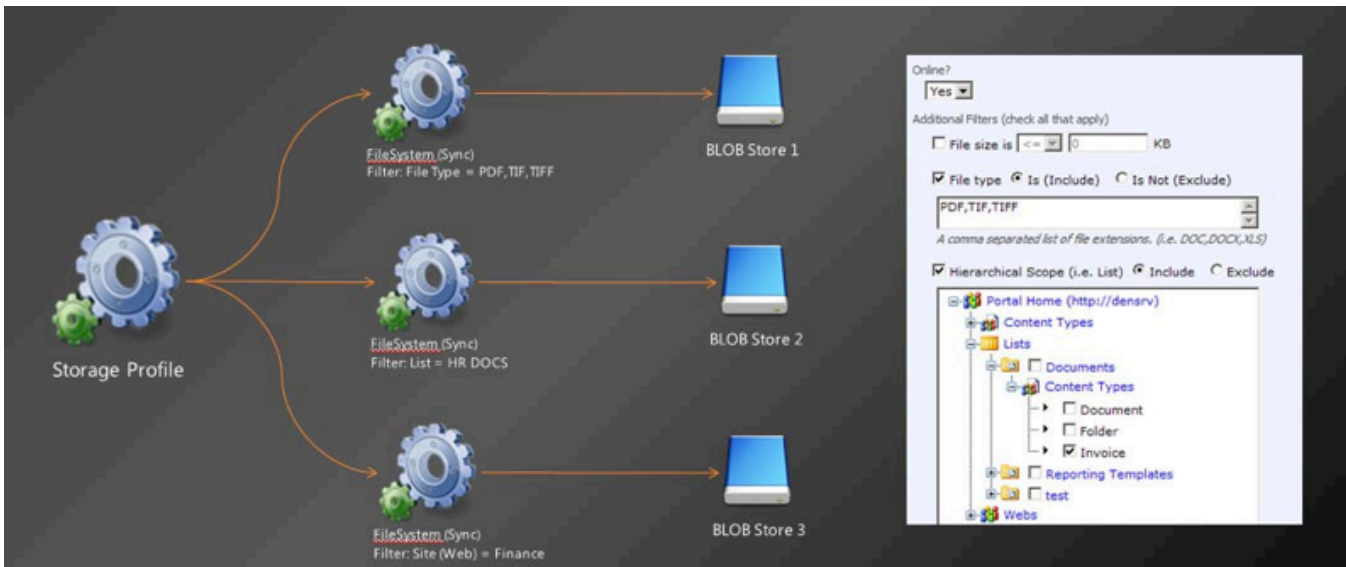 Storage Profile
FileSystem (Sync)
Filter: File Type = PDF,TIF,TIFF
BLOB Store 1
FileSystem (Sync)
Filter: List = HR DOCS
BLOB Store 2
FileSystem (Sync)
Filter: Site (Web) = Finance
BLOB Store 3
Online?
Yes
Additional Filters (check all that apply)
File size is <= 0 KB
File type Is (Include) Is Not (Exclude)
PDF,TIF,TIFF
A comma separated list of file extensions. (i.e. DOC,DOCX,XLS)
Hierarchical Scope (i.e. List) Include Exclude
Portal Home (http://densrv)
Content Types
Lists
Documents
Content Types
Document
Folder
Invoice
Reporting Templates
test
Webs